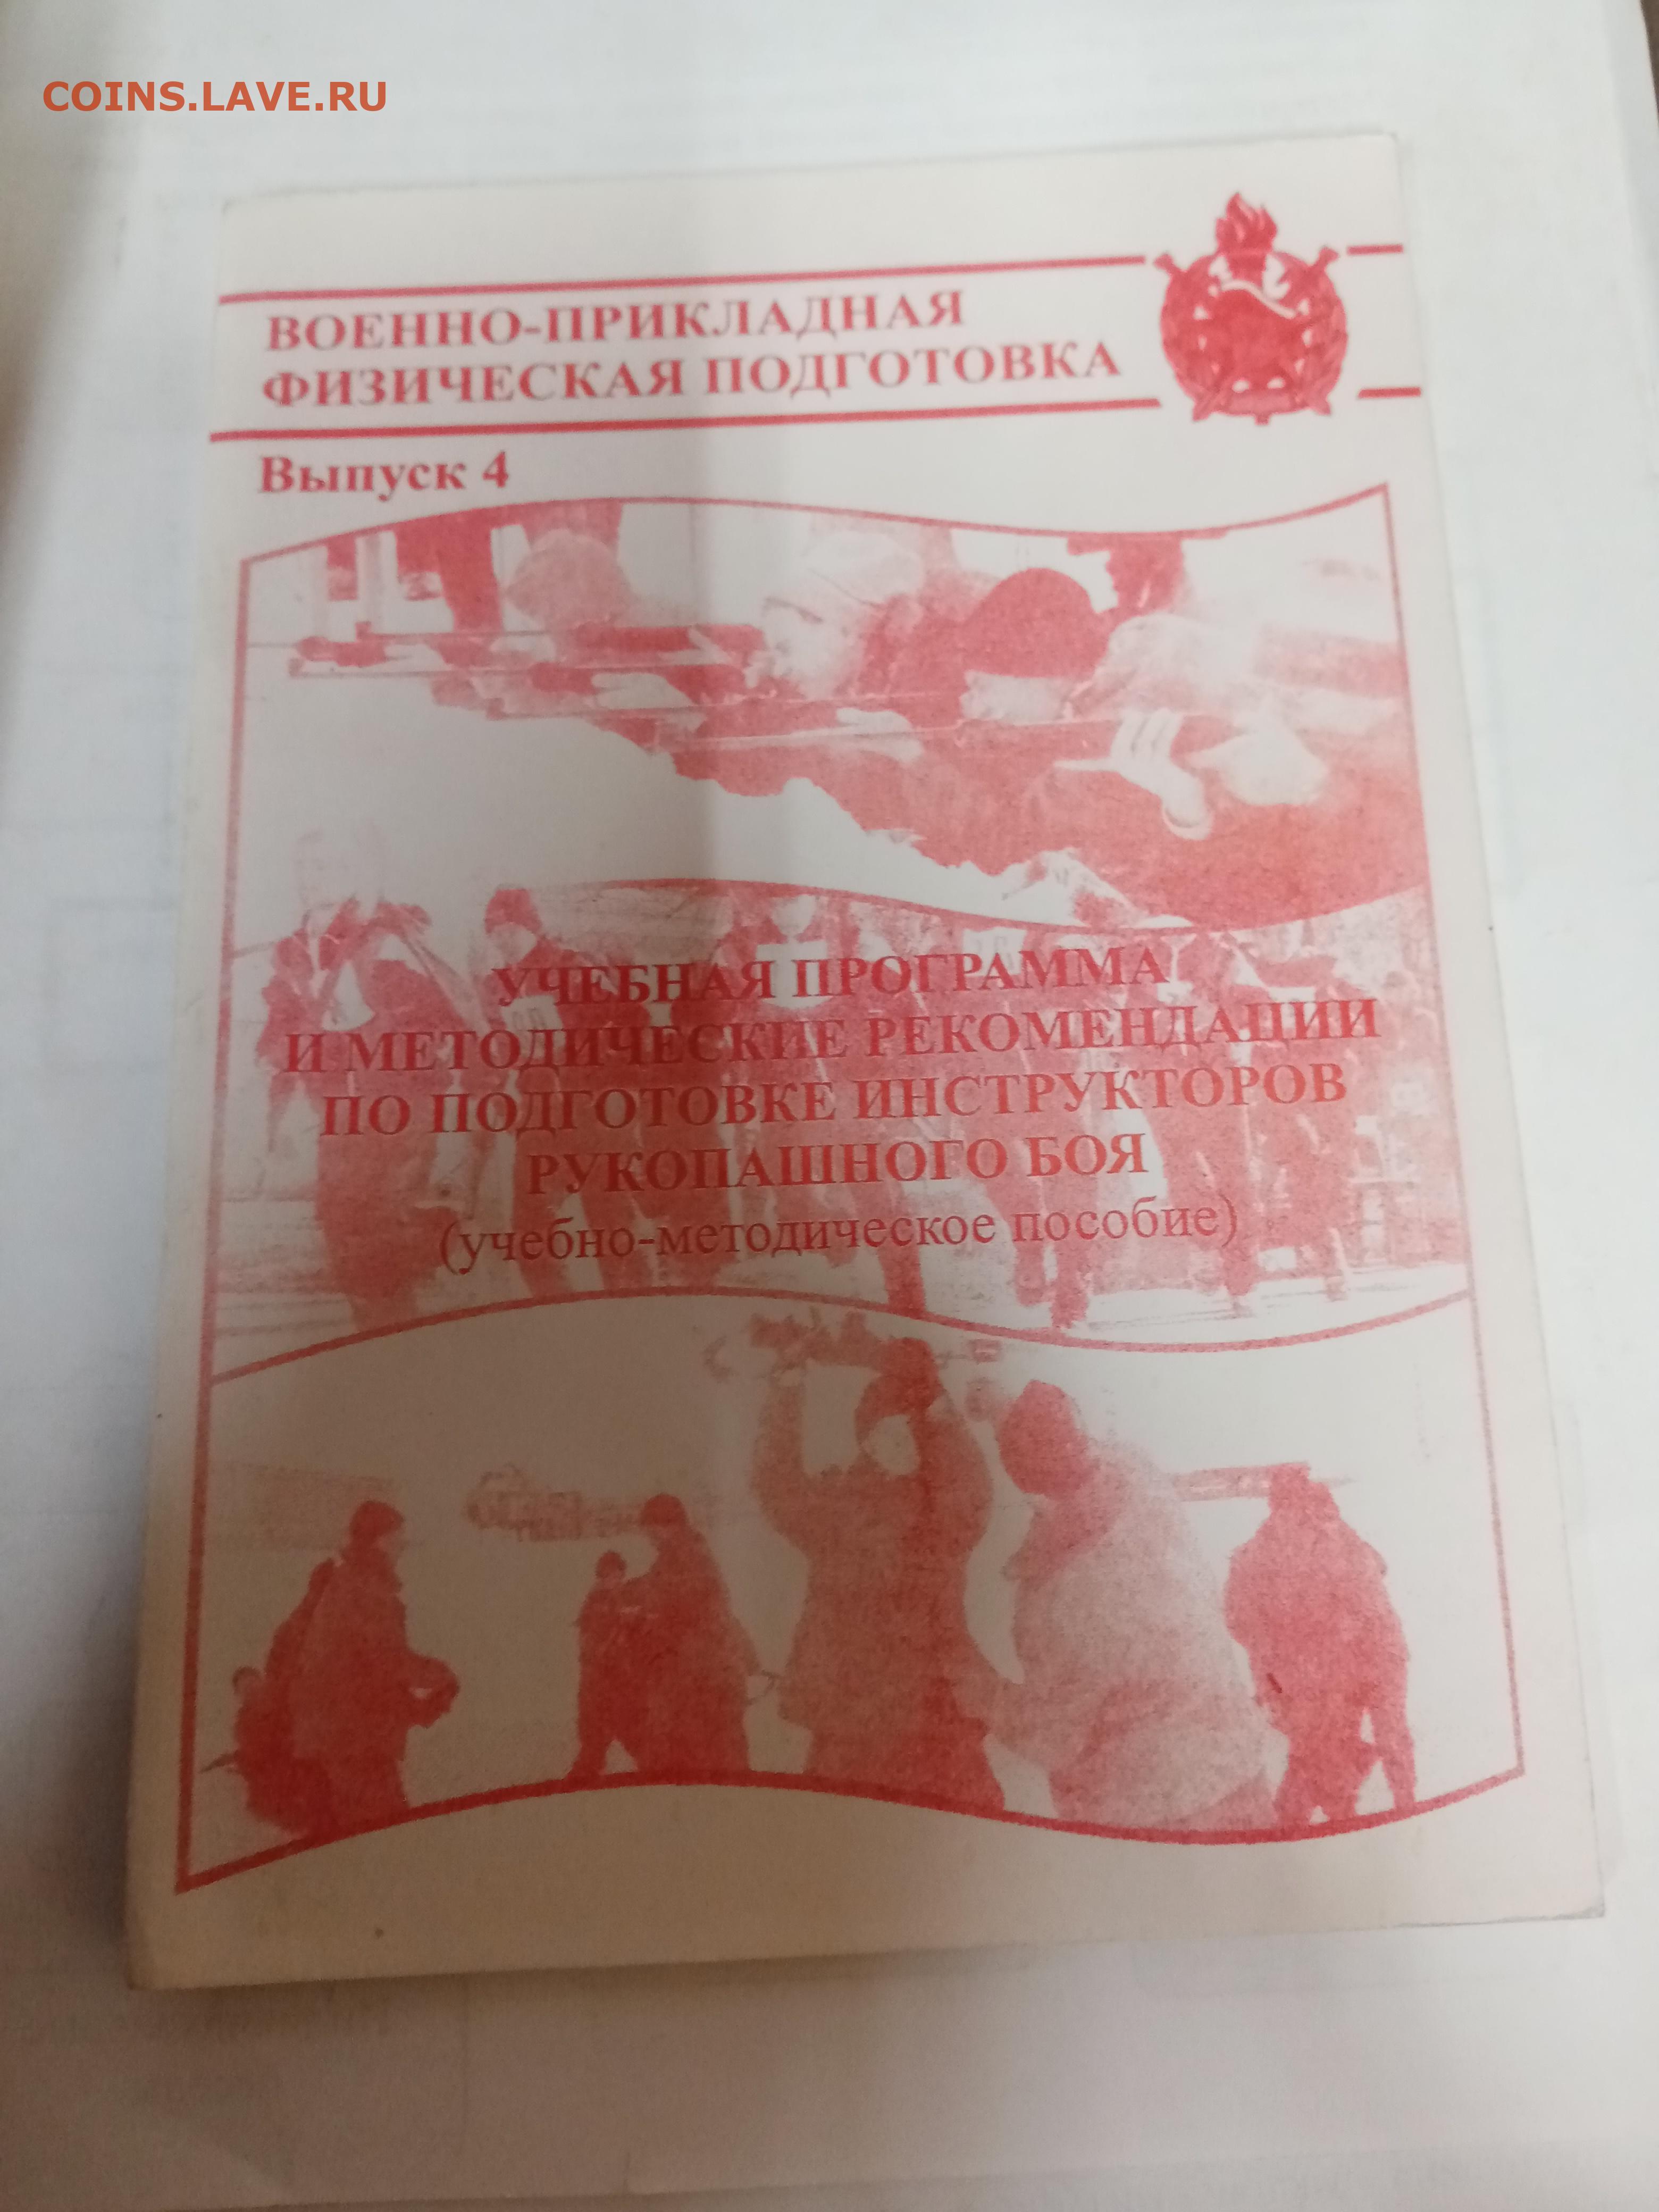 COINS.LAVE.RU
ВОЕННО-ПРИКЛАДНАЯ
ФИЗИЧЕСКАЯ ПОДГОТОВКА
Выпуск 4
УЧЕБНАЯ ПРОГРАММА
И МЕТОДИЧЕСКИЕ РЕКОМЕНДАЦИИ
ПО ПОДГОТОВКЕ ИНСТРУКТОРОВ
РУКОПАШНОГО БОЯ
(учебно-методическое пособие)